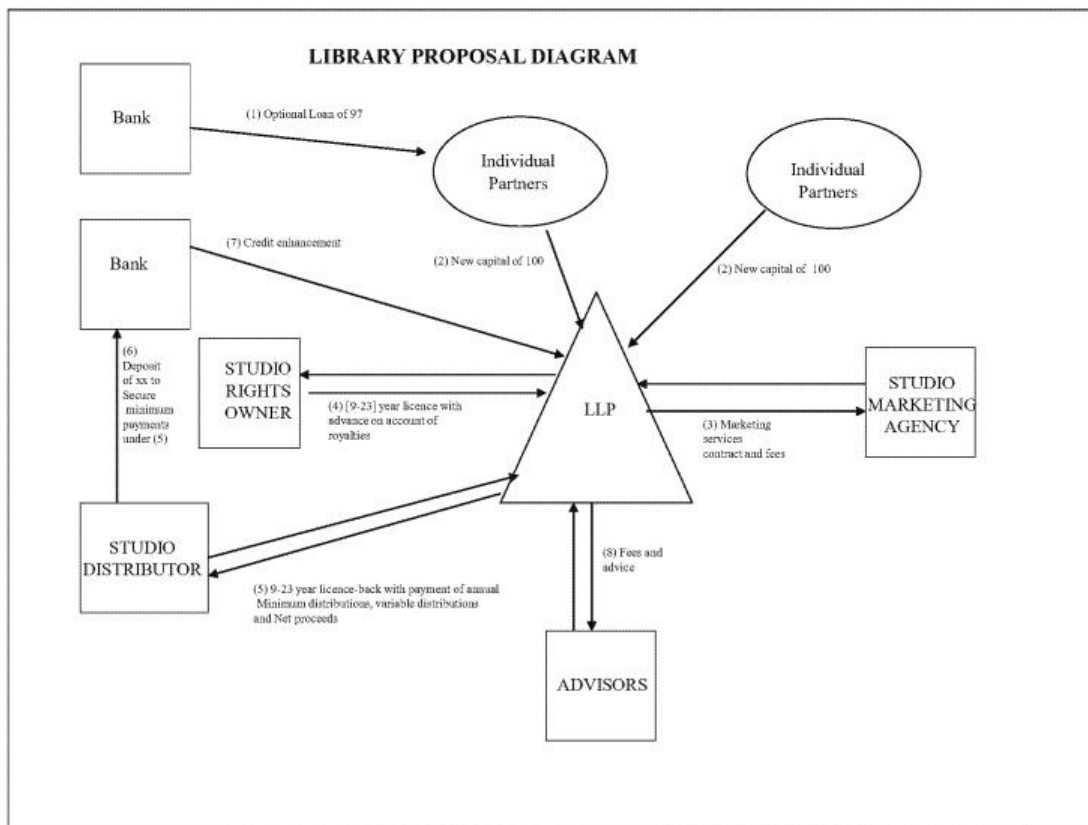 LIBRARY PROPOSAL DIAGRAM
Bank
(1) Optional Loan of 97
Individual
Partners
Individual
Partners
Bank
(7) Credit enhancement
(2) New capital of 100
(2) New capital of  100
(6)
Deposit
of xx to
Secure
minimum
payments
under (5)
STUDIO
RIGHTS
OWNER
(4) [9-23] year licence with
advance on account of
royalties
LLP
STUDIO
MARKETING
AGENCY
(3) Marketing
services
contract and fees
STUDIO
DISTRIBUTOR
(5) 9-23 year licence-back with payment of annual
Minimum distributions, variable distributions
and Net proceeds
(8) Fees and
advice
ADVISORS